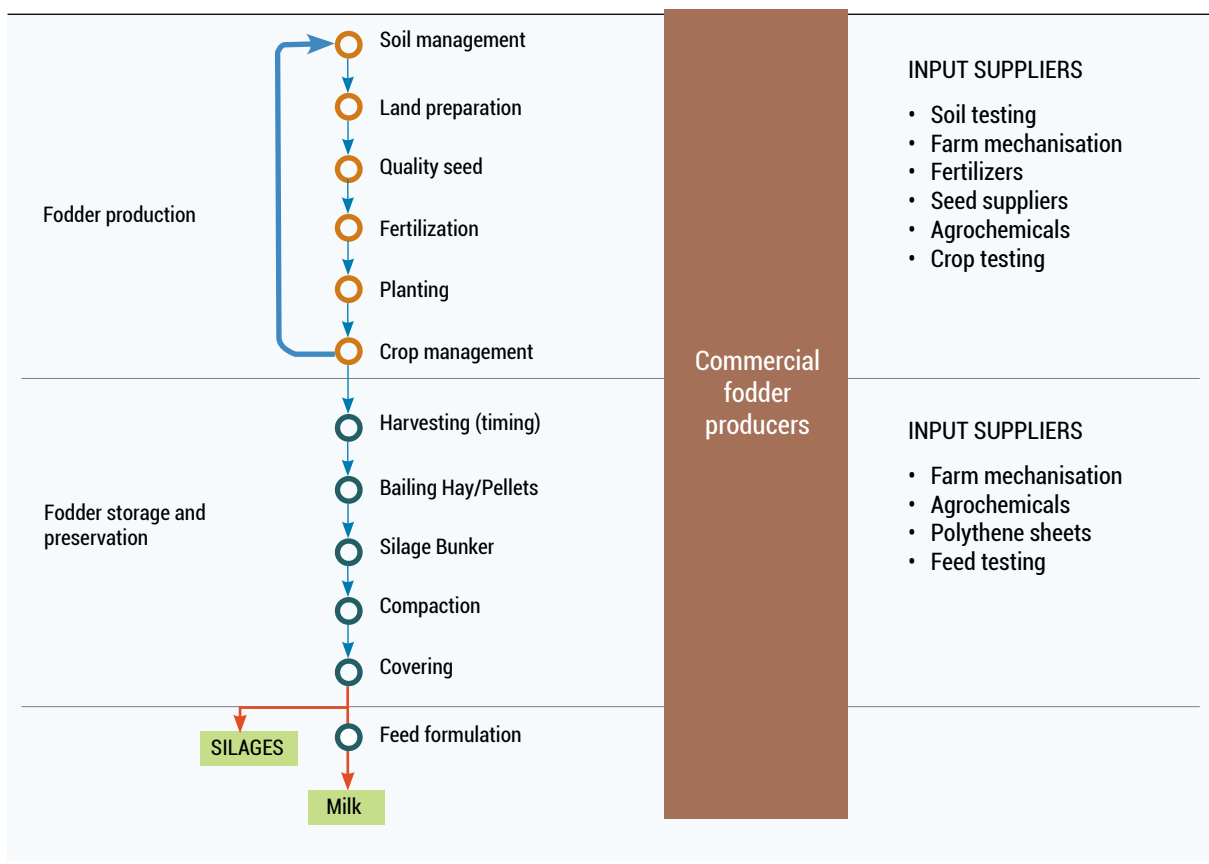 Soil management
Land preparation
Quality seed
Fodder production
Fertilization
Planting
Crop management
Harvesting (timing)
Bailing Hay/Pellets
Fodder storage and
preservation
Silage Bunker
Compaction
Covering
SILAGES
Feed formulation
Milk
Commercial
fodder
producers
INPUT SUPPLIERS
• Soil testing
• Farm mechanisation
• Fertilizers
• Seed suppliers
• Agrochemicals
• Crop testing
INPUT SUPPLIERS
• Farm mechanisation
• Agrochemicals
• Polythene sheets
• Feed testing